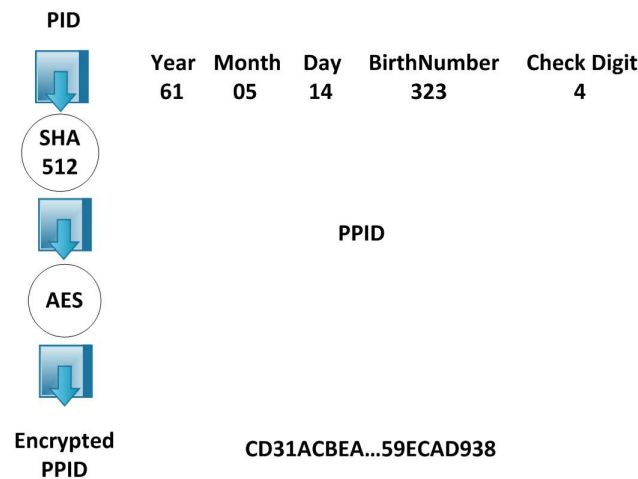 PID
Year Month Day BirthNumber Check Digit
61 05 14 323 4
SHA
512
PPID
AES
Encrypted
PPID
CD31ACBEA...59ECAD938